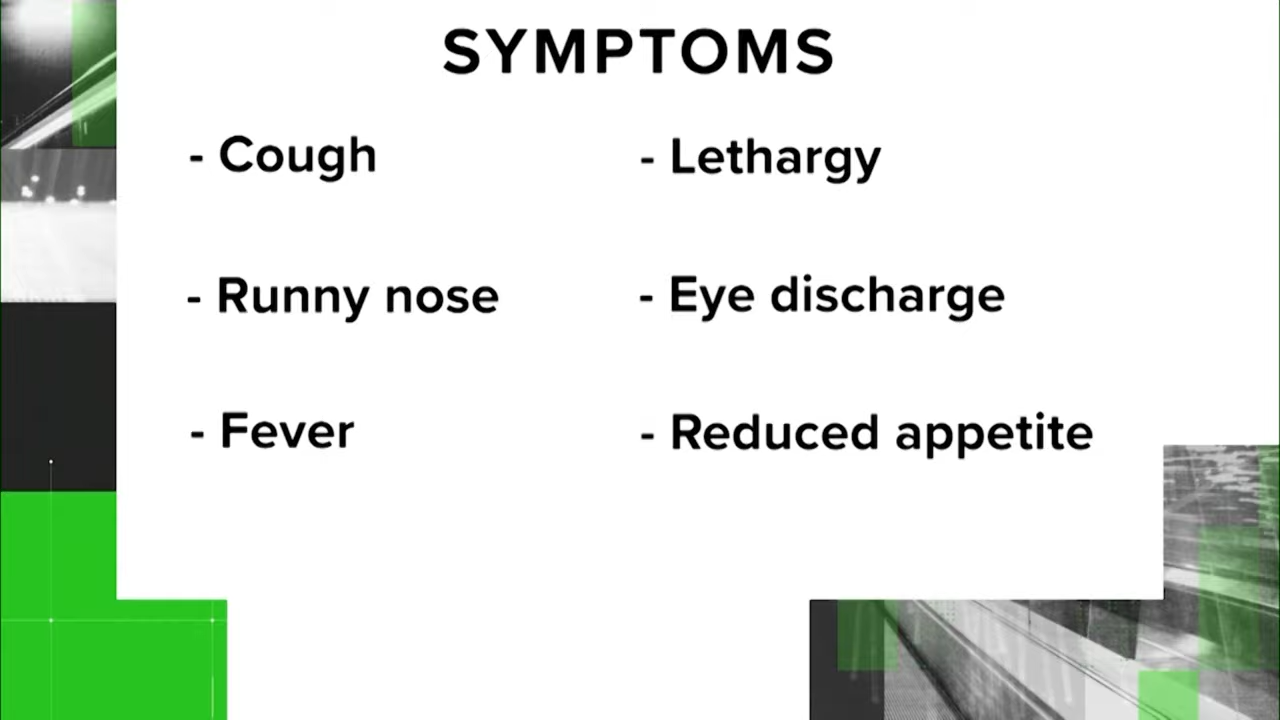 SYMPTOMS
- Cough
- Runny nose
- Fever
- Lethargy
- Eye discharge
- Reduced appetite